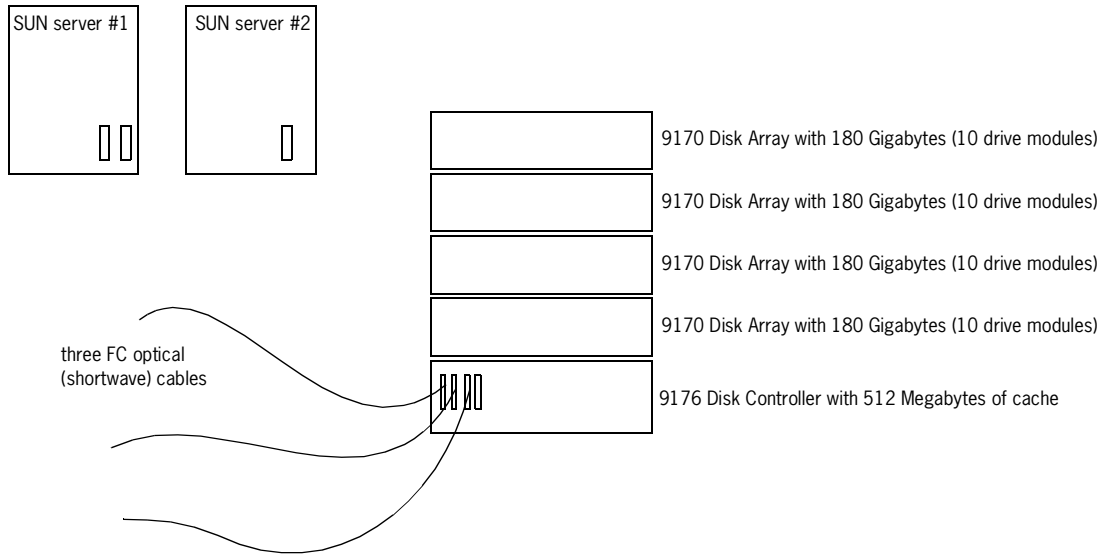 SUN server #1
SUN server #2
9170 Disk Array with 180 Gigabytes (10 drive modules)
9170 Disk Array with 180 Gigabytes (10 drive modules)
9170 Disk Array with 180 Gigabytes (10 drive modules)
9170 Disk Array with 180 Gigabytes (10 drive modules)
three FC optical
(shortwave) cables
9176 Disk Controller with 512 Megabytes of cache